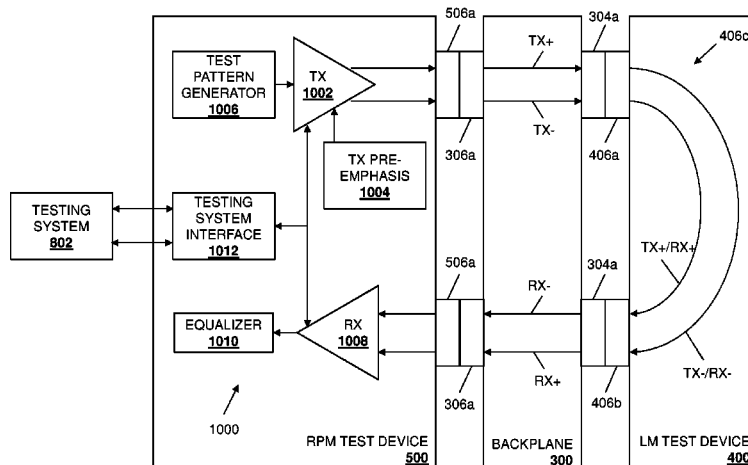 506a
TX+
304a
406c
TEST
PATTERN
GENERATOR
1006
TX
1002
TX-
306a
406a
TX PRE-
EMPHASIS
1004
TESTING
SYSTEM
802
TESTING
SYSTEM
INTERFACE
1012
506a
RX-
304a
TX+/RX+
EQUALIZER
1010
RX
1008
RX+
TX-/RX-
306a
406b
1000
RPM TEST DEVICE
500
BACKPLANE
300
LM TEST DEVICE
400